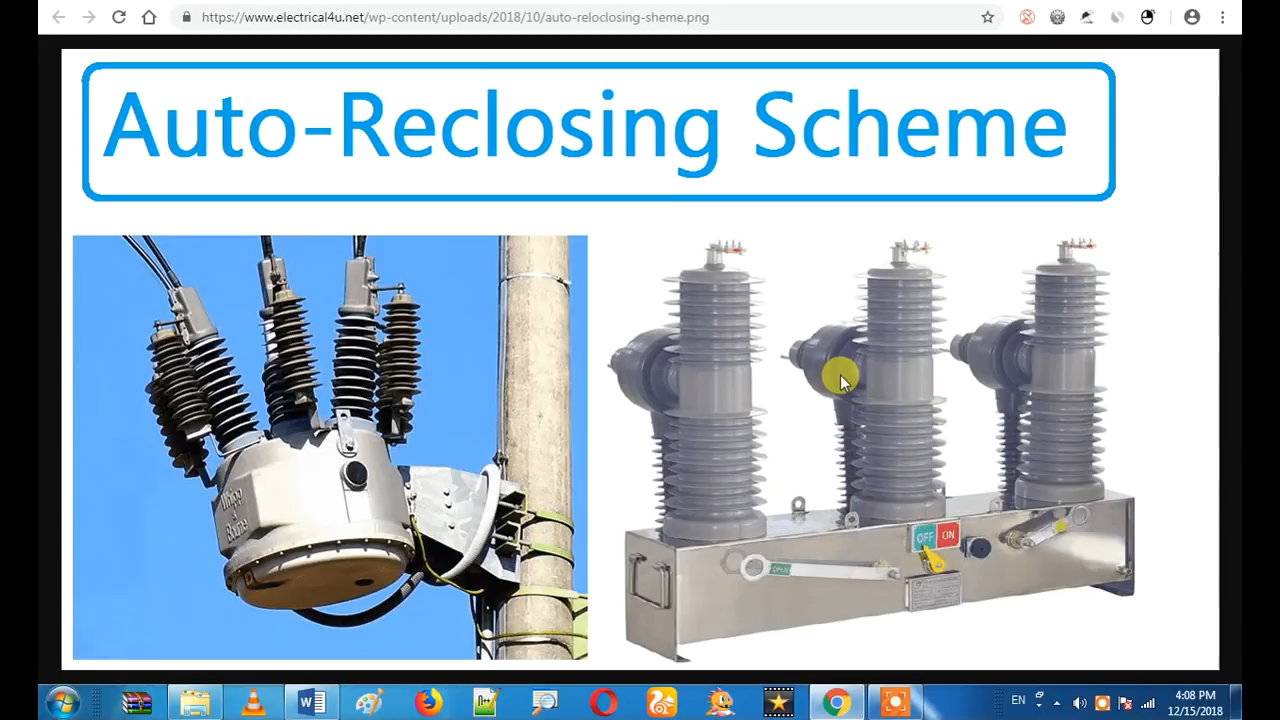 https://www.electrical4u.net/wp-content/uploads/2018/10/auto-reloclosing-sheme.png
Auto-Reclosing Scheme
OFF ON
EN
4:08 PM
12/15/2018